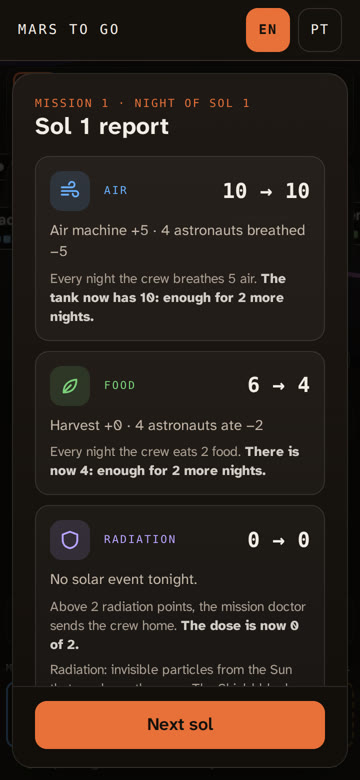 MARS TO GO
EN
PT
MISSION 1 · NIGHT OF SOL 1
Sol 1 report
AIR
10 → 10
Air machine +5 · 4 astronauts breathed
−5
Every night the crew breathes 5 air. The
tank now has 10: enough for 2 more
nights.
FOOD
6 → 4
Harvest +0 · 4 astronauts ate −2
Every night the crew eats 2 food. There is
now 4: enough for 2 more nights.
RADIATION
0 → 0
No solar event tonight.
Above 2 radiation points, the mission doctor
sends the crew home. The dose is now 0
of 2.
Radiation: invisible particles from the Sun
Next sol